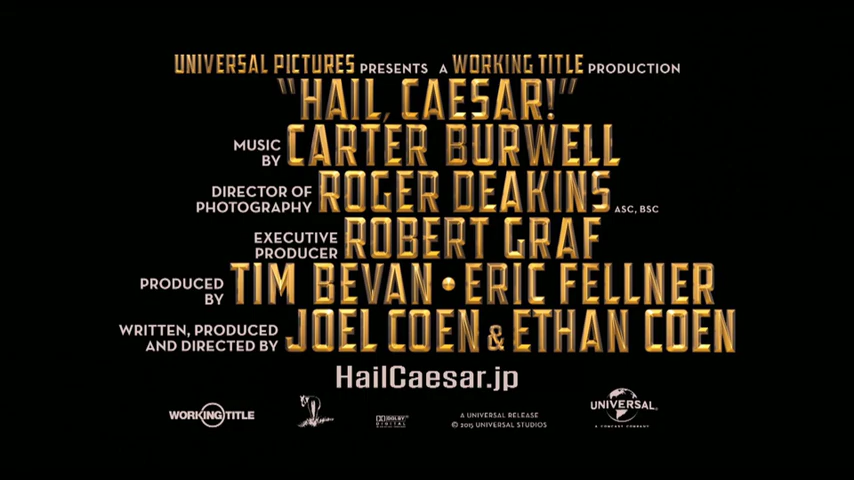 UNIVERSAL PICTURES PRESENTS A WORKING TITLE PRODUCTION
"HAIL, CAESAR!"
MUSIC BY CARTER BURWELL
DIRECTOR OF PHOTOGRAPHY ROGER DEAKINS ASC, BSC
EXECUTIVE PRODUCER ROBERT GRAF
PRODUCED BY TIM BEVAN • ERIC FELLNER
WRITTEN, PRODUCED AND DIRECTED BY JOEL COEN & ETHAN COEN
HailCaesar.jp
WORKING TITLE
DOLBY DIGITAL
A UNIVERSAL RELEASE
© 2015 UNIVERSAL STUDIOS
UNIVERSAL
A COMCAST COMPANY